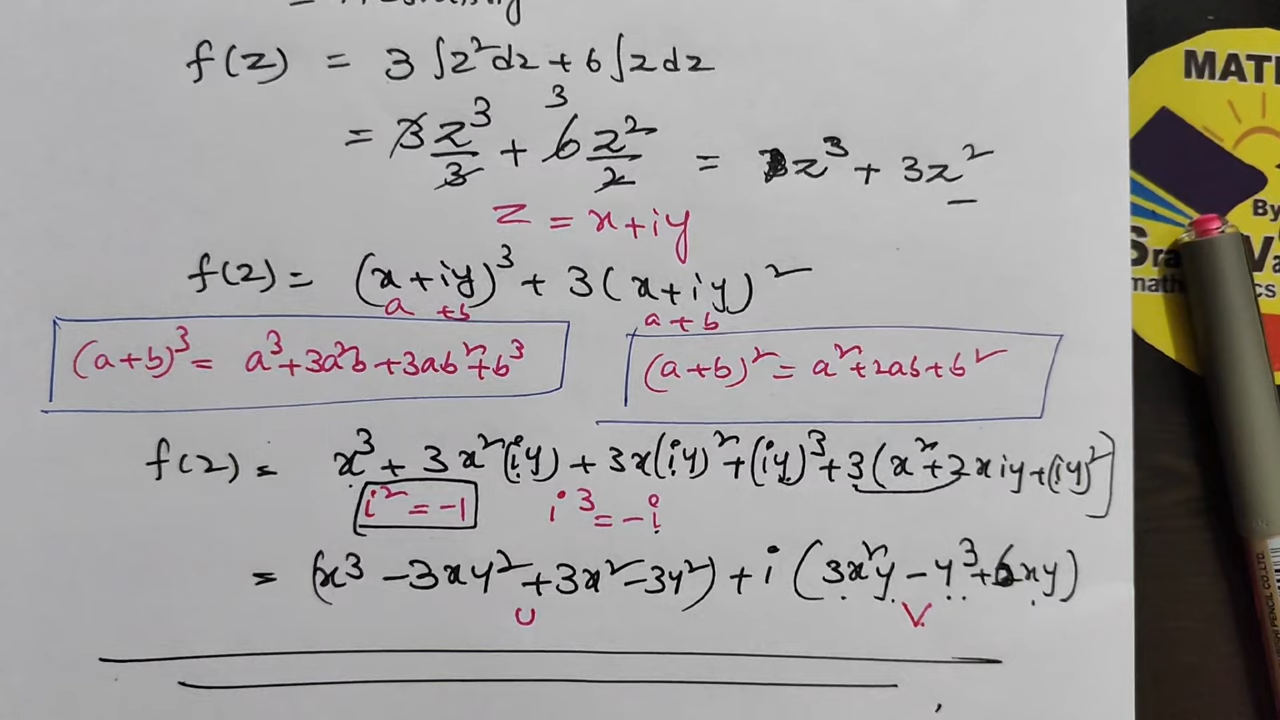 f(z) = 3 ∫z²dz + 6 ∫z dz
= 3 z³/3 + 6 z²/2 3 = z³ + 3z²
z = x+iy
f(z) = (x+iy)³ + 3(x+iy)²
a +b a+b
(a+b)³ = a³+3a²b+3ab²+b³
(a+b)² = a²+2ab+b²
f(z) = x³ + 3x²(iy) + 3x(iy)² + (iy)³ + 3(x²+2xiy+(iy)²]
i² = -1 i³ = -i
= (x³ - 3xy² + 3x² - 3y²) + i (3x²y - y³ + 6xy)
U V
MAT
By